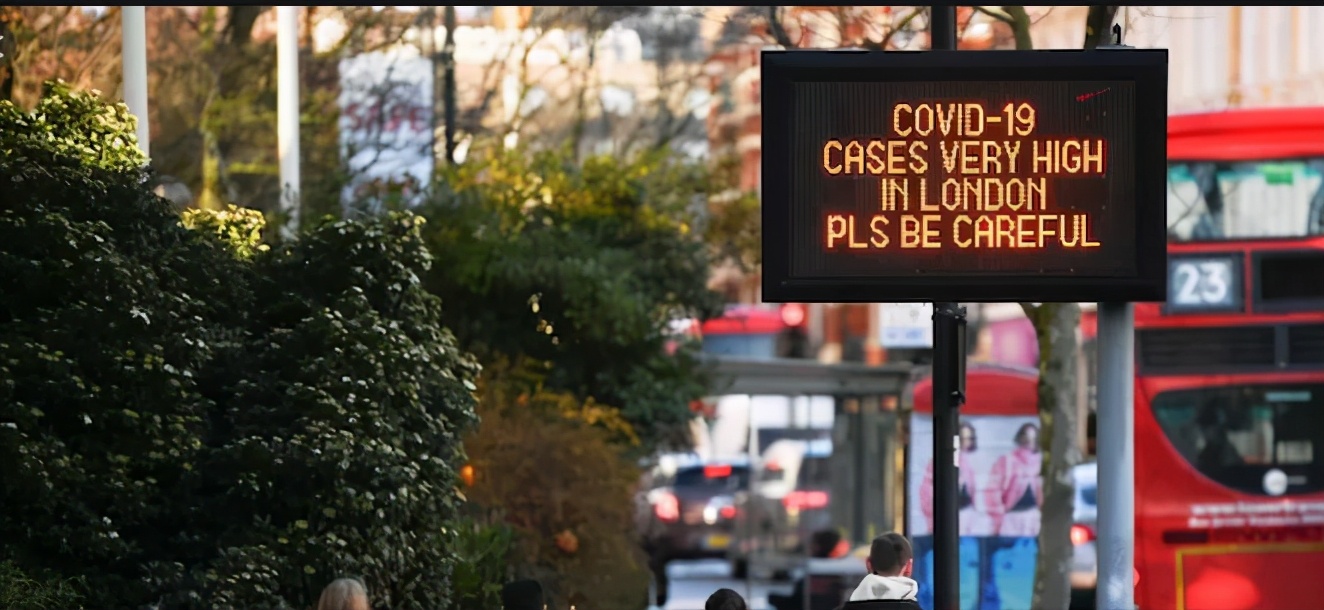 COVID-19
CASES VERY HIGH
IN LONDON
PLS BE CAREFUL
23